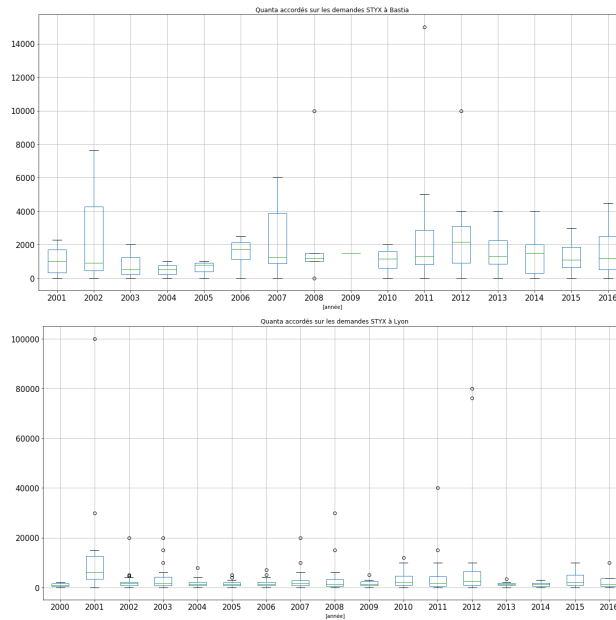 Quanta accordés sur les demandes STYX à Bastia
14000
12000
10000
8000
6000
4000
2000
0
2001 2002 2003 2004 2005 2006 2007 2008 2009 2010 2011 2012 2013 2014 2015 2016
[année]
Quanta accordés sur les demandes STYX à Lyon
100000
80000
60000
40000
20000
0
2000 2001 2002 2003 2004 2005 2006 2007 2008 2009 2010 2011 2012 2013 2014 2015 2016
[année]